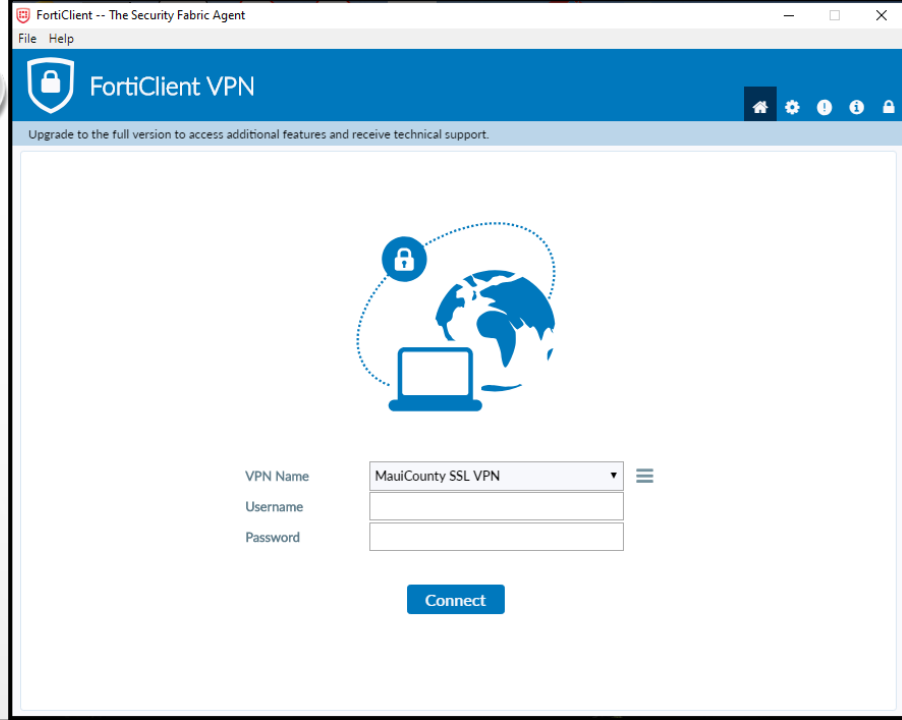 FortiClient -- The Security Fabric Agent
File Help
FortiClient VPN
Upgrade to the full version to access additional features and receive technical support.
VPN Name MauiCounty SSL VPN
Username
Password
Connect